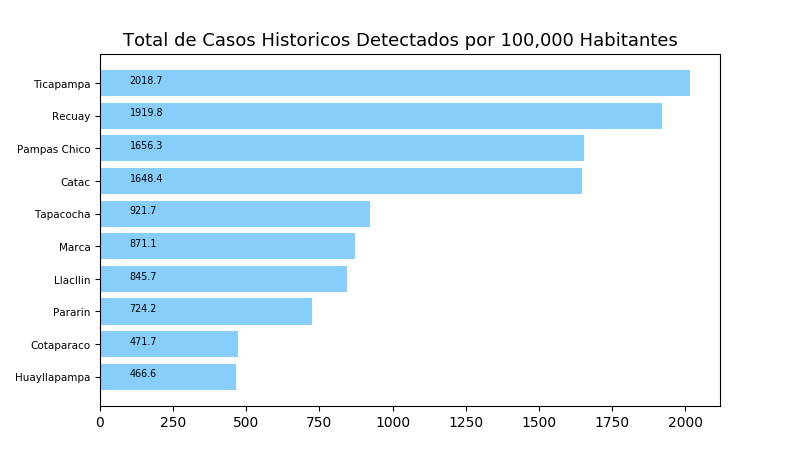 Total de Casos Historicos Detectados por 100,000 Habitantes
Ticapampa 2018.7
Recuay 1919.8
Pampas Chico 1656.3
Catac 1648.4
Tapacocha 921.7
Marca 871.1
Llacllin 845.7
Pararin 724.2
Cotaparaco 471.7
Huayllapampa 466.6
0 250 500 750 1000 1250 1500 1750 2000